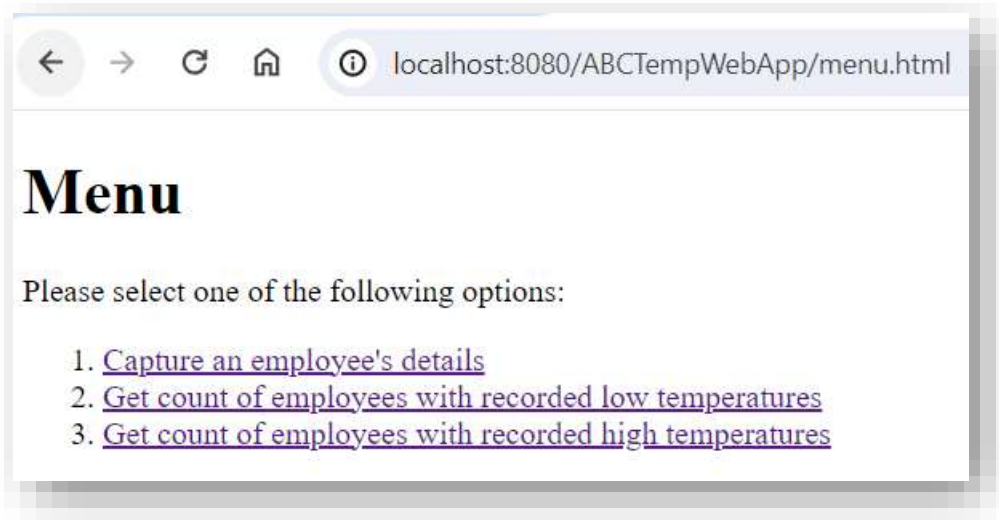 localhost:8080/ABCTempWebApp/menu.html
Menu
Please select one of the following options:
1. Capture an employee's details
2. Get count of employees with recorded low temperatures
3. Get count of employees with recorded high temperatures